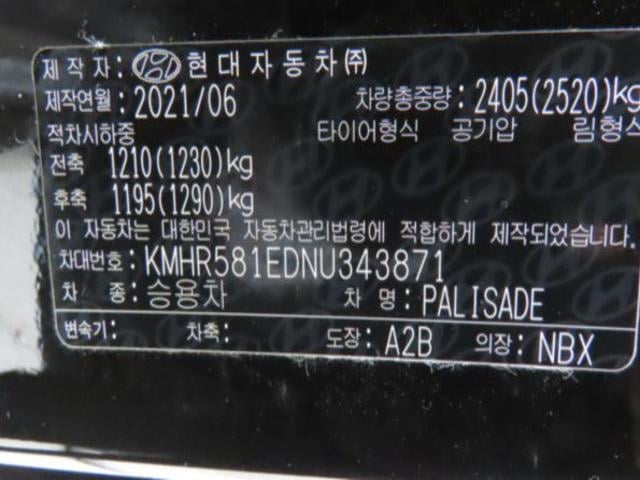 제작자: 현대자동차㈜
제작연월: 2021/06 차량총중량: 2405(2520)kg
적차시하중 타이어형식 공기압 림형식
전축 1210(1230)kg
후축 1195(1290)kg
이 자동차는 대한민국 자동차관리법령에 적합하게 제작되었습니다.
차대번호: KMHR581EDNU343871
차 종: 승용차 차 명: PALISADE
변속기: 차축: 도장: A2B 의장: NBX